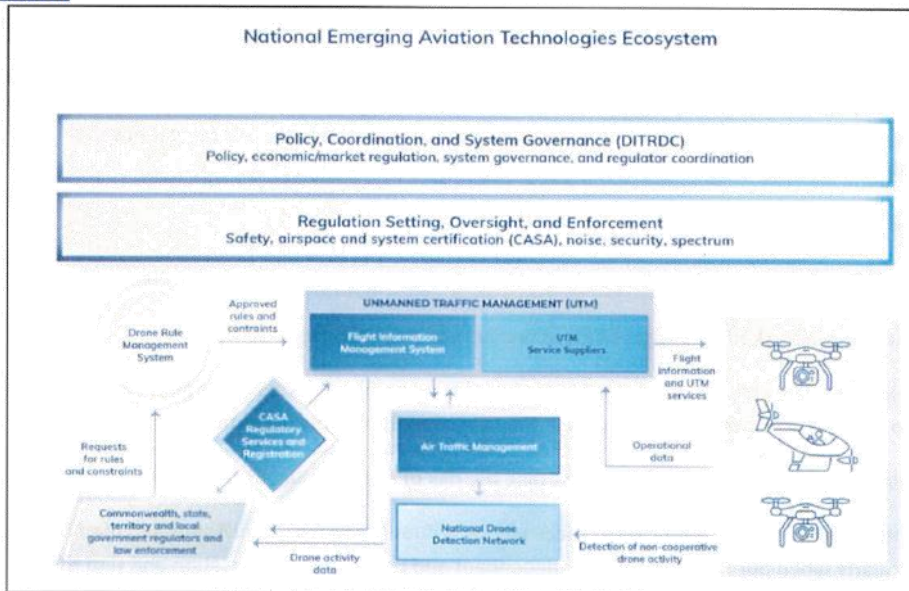 National Emerging Aviation Technologies Ecosystem
Policy, Coordination, and System Governance (DITRDC)
Policy, economic/market regulation, system governance, and regulator coordination
Regulation Setting, Oversight, and Enforcement
Safety, airspace and system certification (CASA), noise, security, spectrum
Approved
rules and
contraints
UNMANNED TRAFFIC MANAGEMENT (UTM)
Drone Rule
Management
System
Flight Information
Management System
UTM
Service Suppliers
Flight
information
and UTM
services
CASA
Regulatory
Services and
Registration
Requests
for rules
and constraints
Air Traffic Management
Operational
data
Commonwealth, state,
territory and local
government regulators and
law enforcement
National Drone
Detection Network
Drone activity
data
Detection of non-cooperative
drone activity